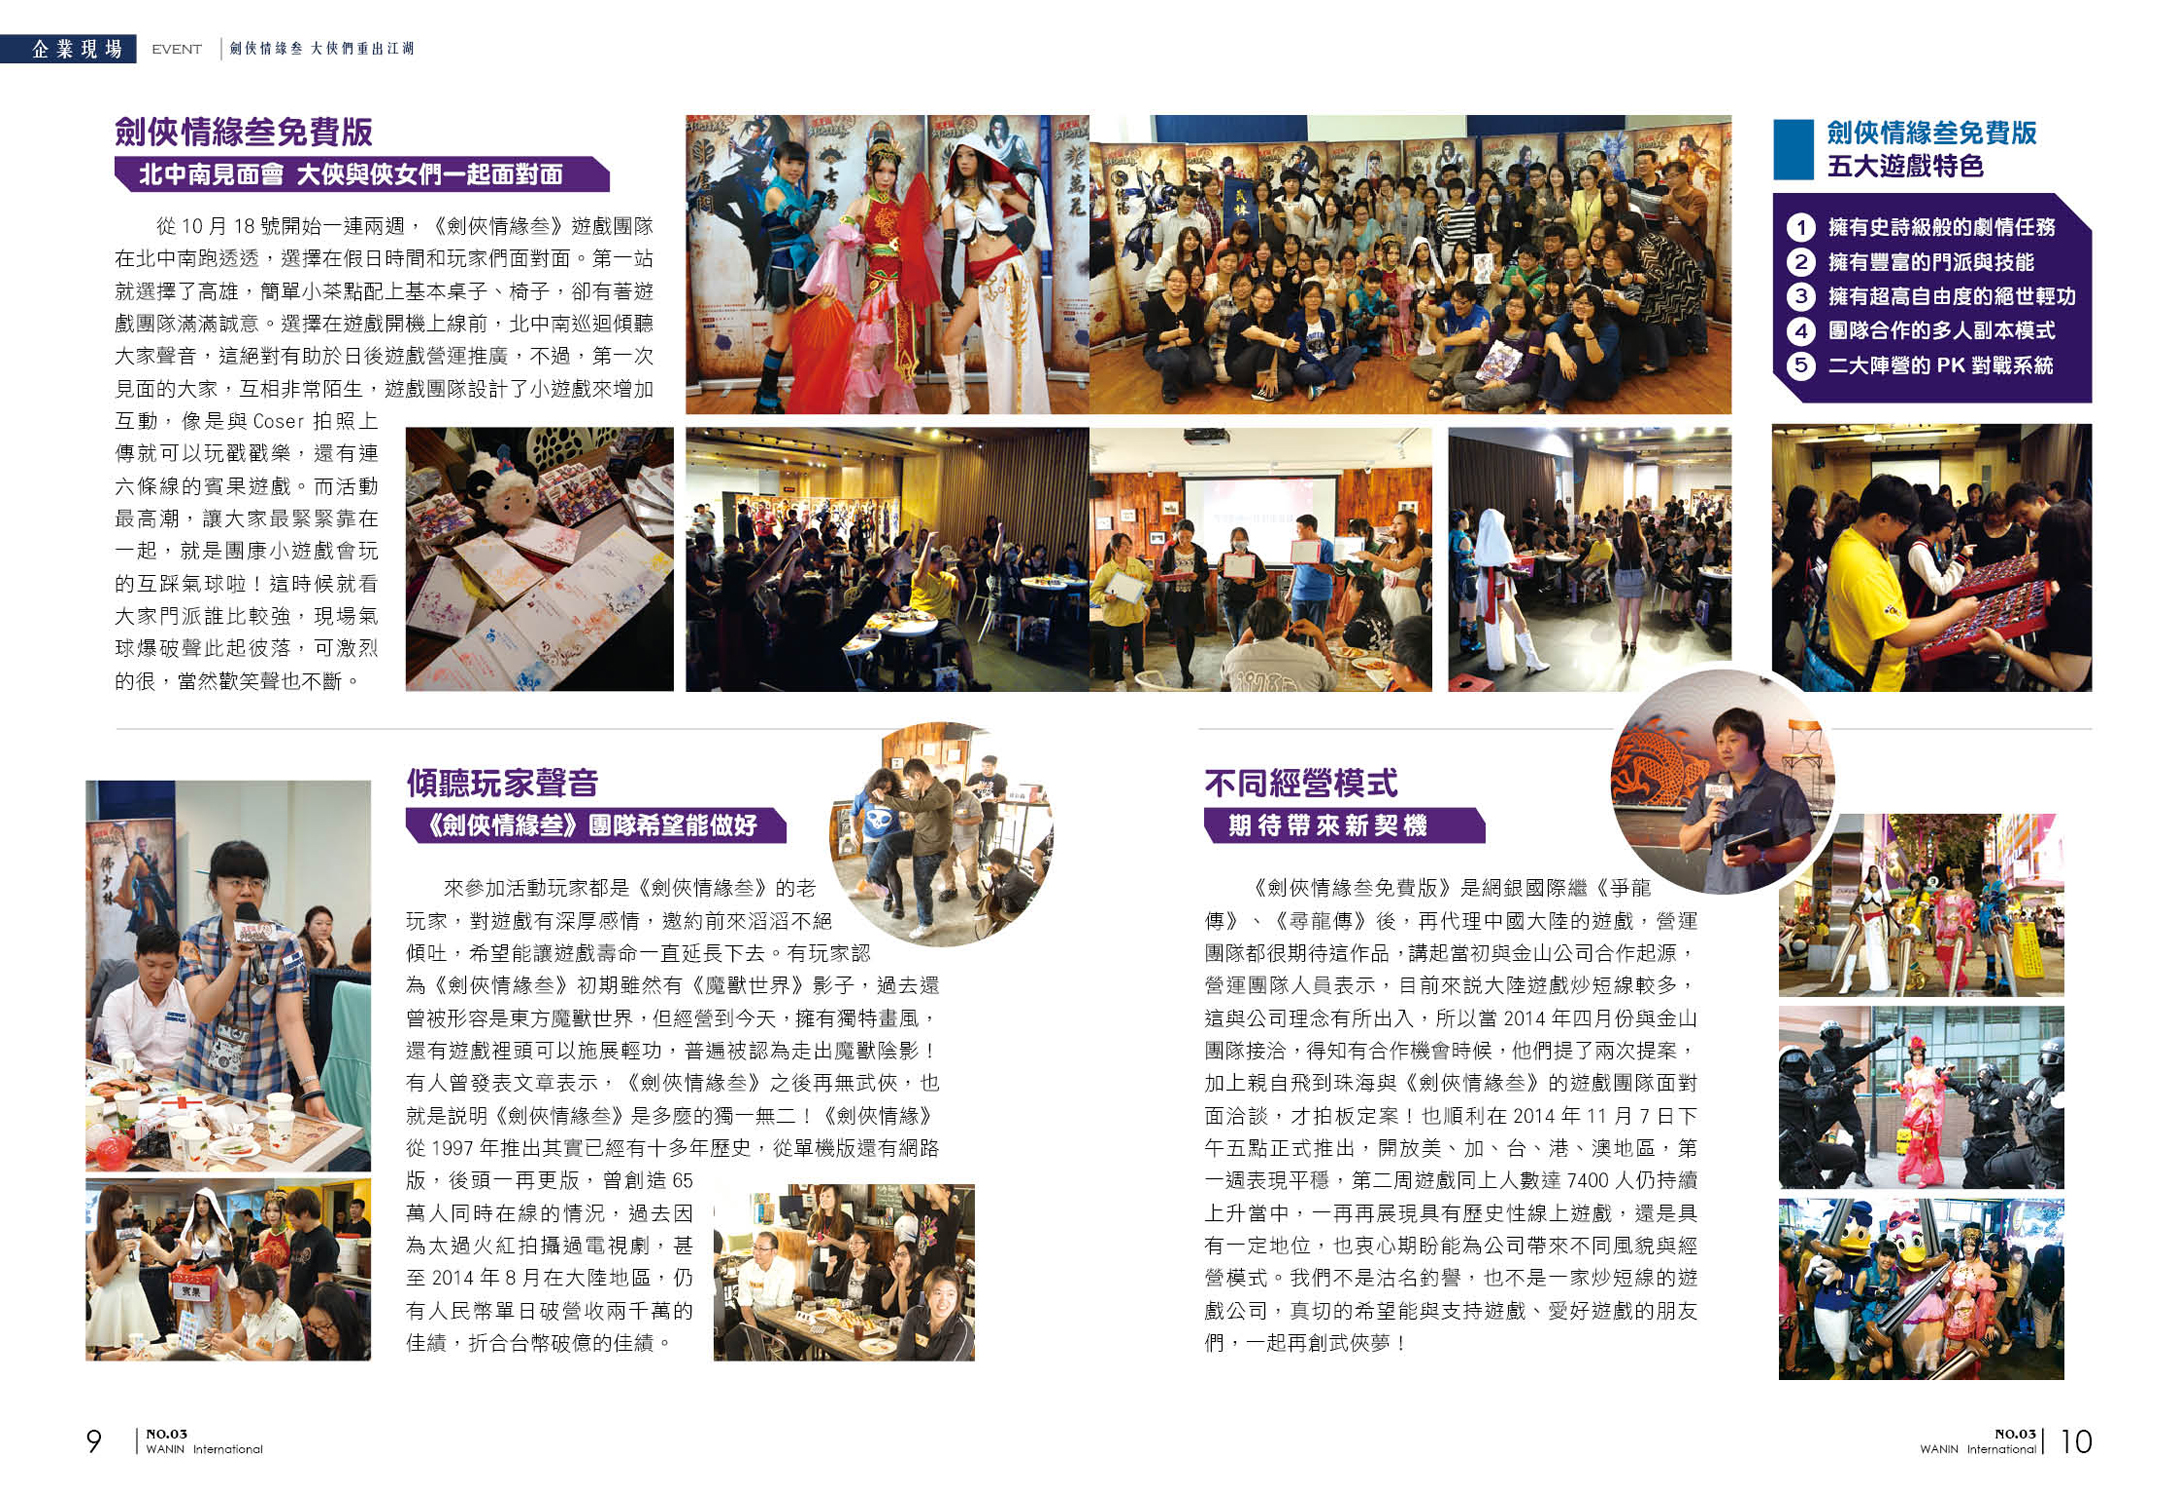 企業現場 EVENT 劍俠情緣叁 大俠們重出江湖
劍俠情緣叁免費版
北中南見面會 大俠與俠女們一起面對面
從 10 月 18 號開始一連兩週，《劍俠情緣叁》遊戲團隊
在北中南跑透透，選擇在假日時間和玩家們面對面。第一站
就選擇了高雄，簡單小茶點配上基本桌子、椅子，卻有著遊
戲團隊滿滿誠意。選擇在遊戲開機上線前，北中南巡迴傾聽
大家聲音，這絕對有助於日後遊戲營運推廣，不過，第一次
見面的大家，互相非常陌生，遊戲團隊設計了小遊戲來增加
互動，像是與 Coser 拍照上
傳就可以玩戳戳樂，還有連
六條線的賓果遊戲。而活動
最高潮，讓大家最緊緊靠在
一起，就是團康小遊戲會玩
的互踩氣球啦！這時候就看
大家門派誰比較強，現場氣
球爆破聲此起彼落，可激烈
的很，當然歡笑聲也不斷。
唐門
七秀
萬花
劍俠情緣叁免費版
五大遊戲特色
1 擁有史詩級般的劇情任務
2 擁有豐富的門派與技能
3 擁有超高自由度的絕世輕功
4 團隊合作的多人副本模式
5 二大陣營的 PK 對戰系統
傾聽玩家聲音
《劍俠情緣叁》團隊希望能做好
來參加活動玩家都是《劍俠情緣叁》的老
玩家，對遊戲有深厚感情，邀約前來滔滔不絕
傾吐，希望能讓遊戲壽命一直延長下去。有玩家認
為《劍俠情緣叁》初期雖然有《魔獸世界》影子，過去還
曾被形容是東方魔獸世界，但經營到今天，擁有獨特畫風，
還有遊戲裡頭可以施展輕功，普遍被認為走出魔獸陰影！
有人曾發表文章表示，《劍俠情緣叁》之後再無武俠，也
就是說明《劍俠情緣叁》是多麼的獨一無二！《劍俠情緣》
從 1997 年推出其實已經有十多年歷史，從單機版還有網路
版，後頭一再更版，曾創造 65
萬人同時在線的情況，過去因
為太過火紅拍攝過電視劇，甚
至 2014 年 8 月在大陸地區，仍
有人民幣單日破營收兩千萬的
佳績，折合台幣破億的佳績。
佛少林
賓果
不同經營模式
期待帶來新契機
《劍俠情緣叁免費版》是網銀國際繼《爭龍
傳》、《尋龍傳》後，再代理中國大陸的遊戲，營運
團隊都很期待這作品，講起當初與金山公司合作起源，
營運團隊人員表示，目前來說大陸遊戲炒短線較多，
這與公司理念有所出入，所以當 2014 年四月份與金山
團隊接洽，得知有合作機會時候，他們提了兩次提案，
加上親自飛到珠海與《劍俠情緣叁》的遊戲團隊面對
面洽談，才拍板定案！也順利在 2014 年 11 月 7 日下
午五點正式推出，開放美、加、台、港、澳地區，第
一週表現平穩，第二周遊戲同上人數達 7400 人仍持續
上升當中，一再再展現具有歷史性線上遊戲，還是具
有一定地位，也衷心期盼能為公司帶來不同風貌與經
營模式。我們不是沽名釣譽，也不是一家炒短線的遊
戲公司，真切的希望能與支持遊戲、愛好遊戲的朋友
們，一起再創武俠夢！
9 NO.03
WANIN International
NO.03 10
WANIN International